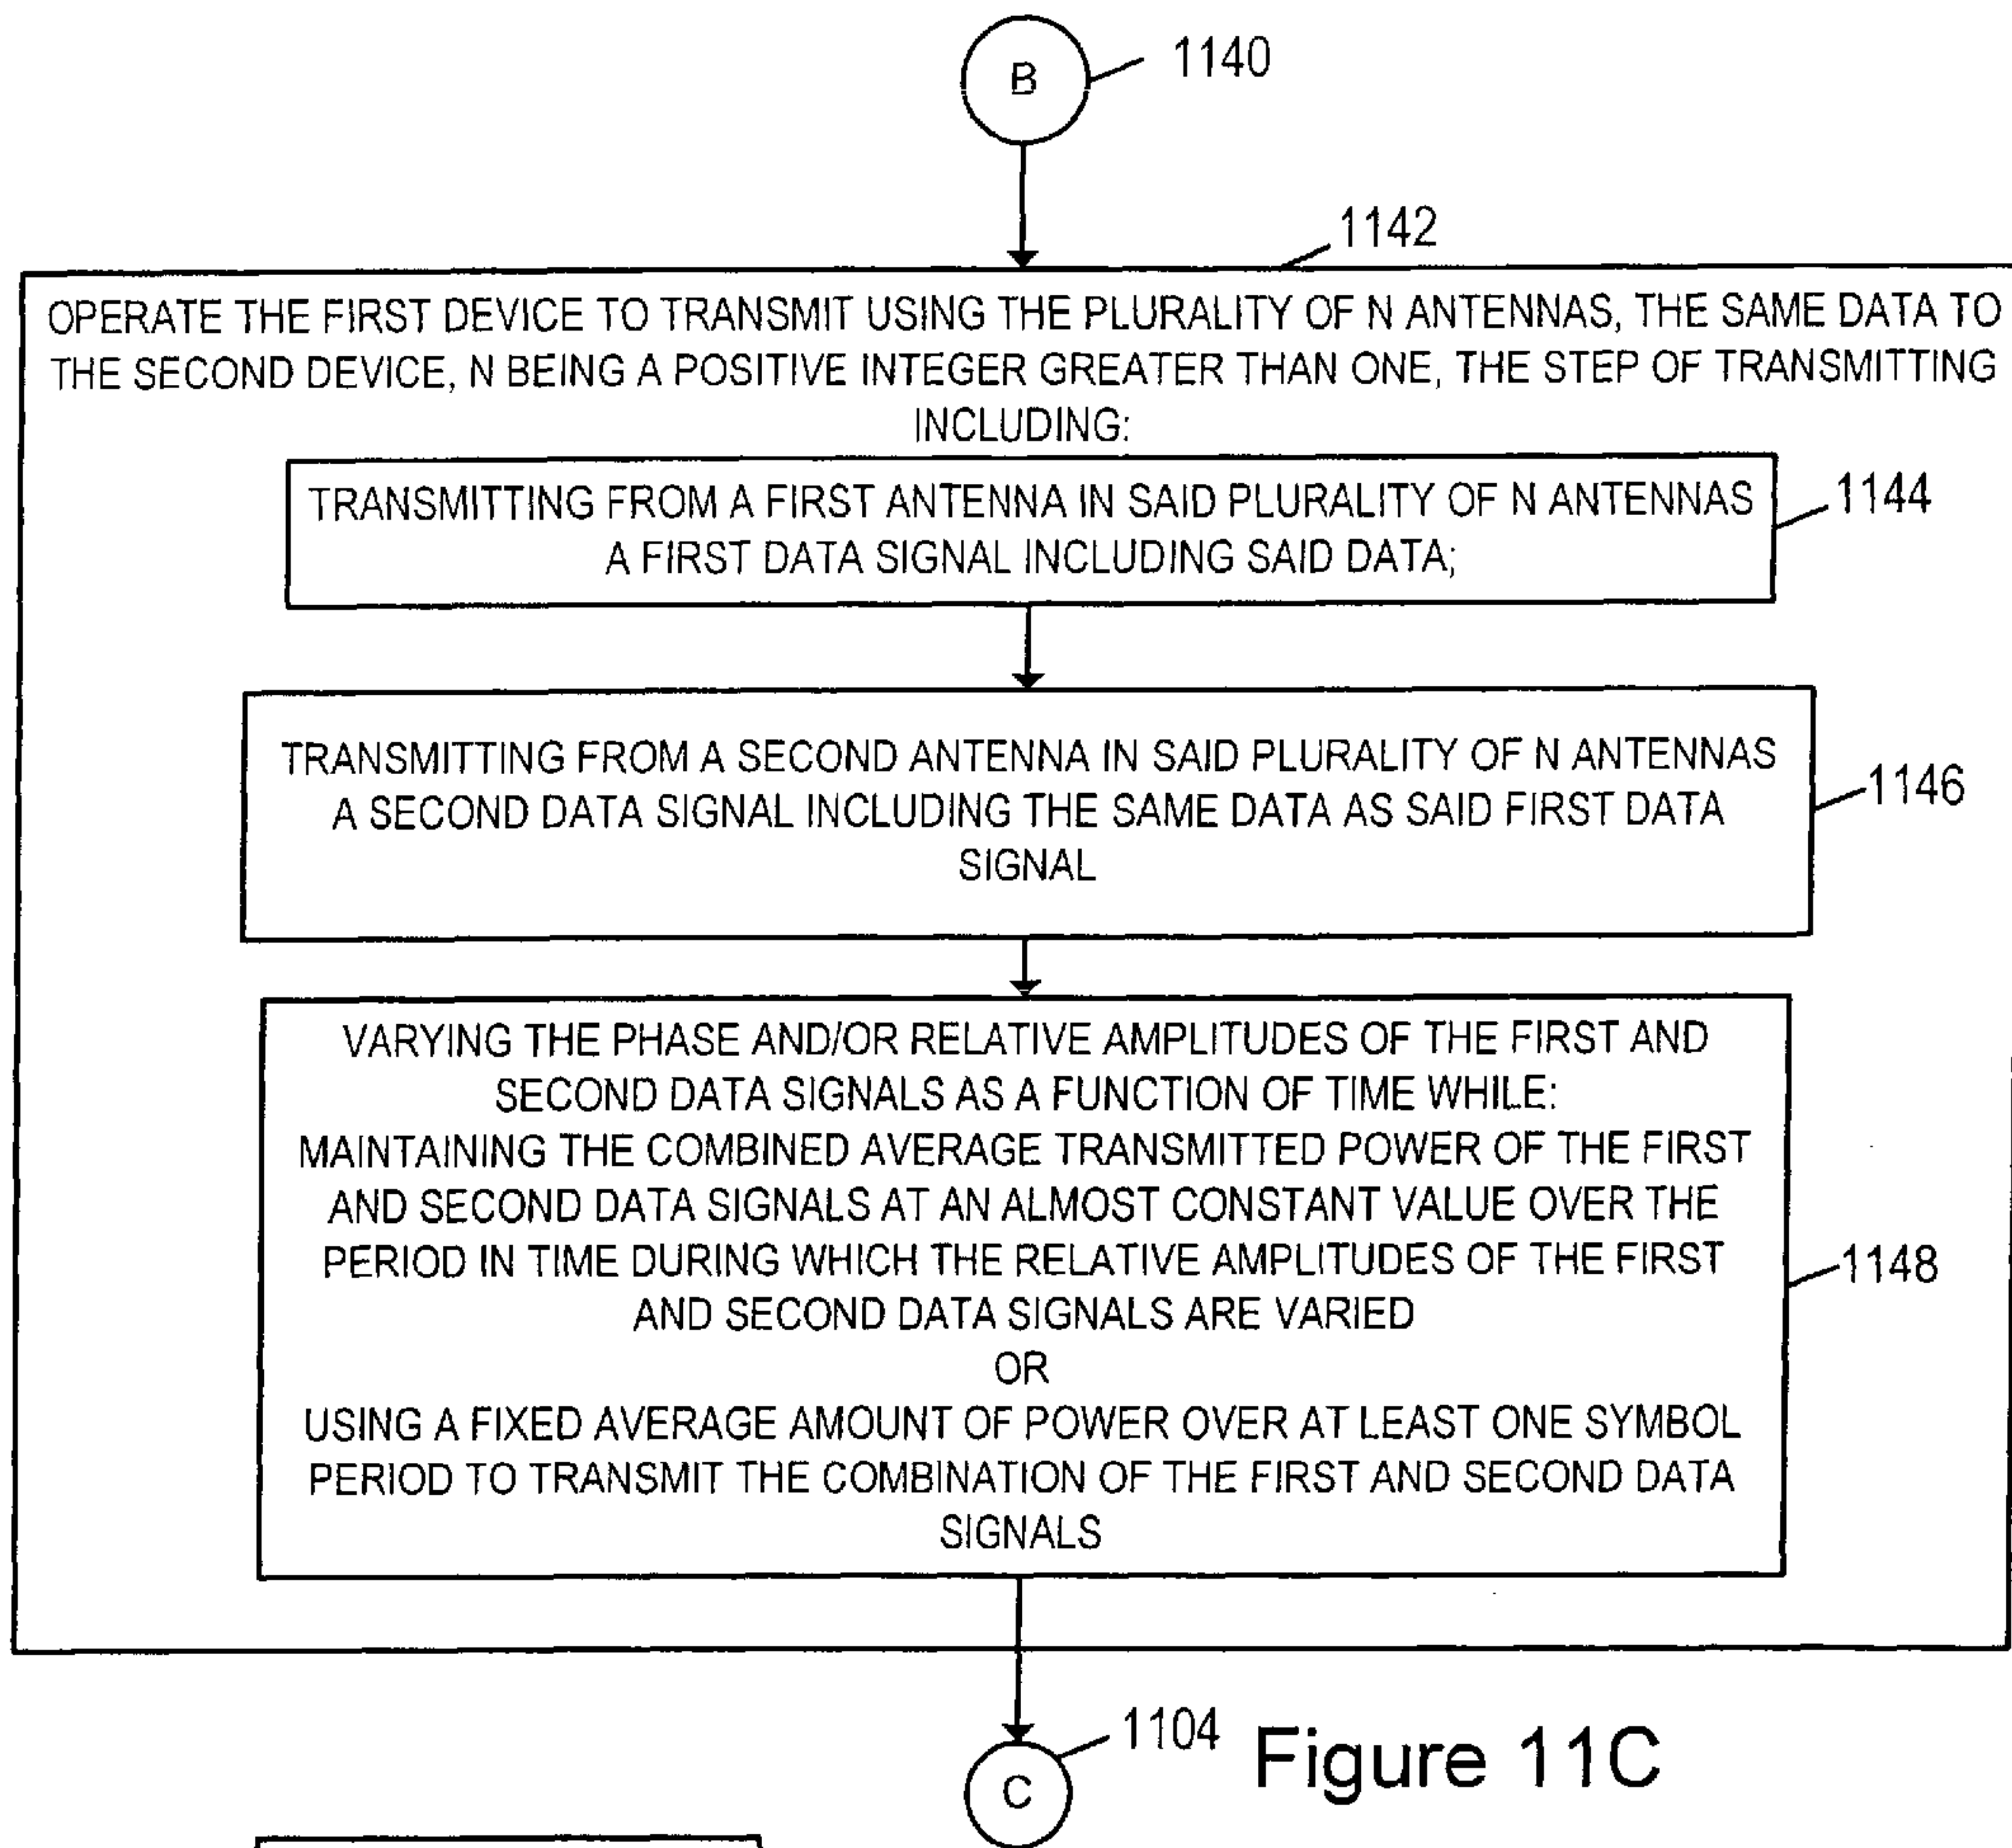 B
1140
1142
OPERATE THE FIRST DEVICE TO TRANSMIT USING THE PLURALITY OF N ANTENNAS, THE SAME DATA TO
THE SECOND DEVICE, N BEING A POSITIVE INTEGER GREATER THAN ONE, THE STEP OF TRANSMITTING
INCLUDING:
TRANSMITTING FROM A FIRST ANTENNA IN SAID PLURALITY OF N ANTENNAS
A FIRST DATA SIGNAL INCLUDING SAID DATA;
1144
TRANSMITTING FROM A SECOND ANTENNA IN SAID PLURALITY OF N ANTENNAS
A SECOND DATA SIGNAL INCLUDING THE SAME DATA AS SAID FIRST DATA
SIGNAL
1146
VARYING THE PHASE AND/OR RELATIVE AMPLITUDES OF THE FIRST AND
SECOND DATA SIGNALS AS A FUNCTION OF TIME WHILE:
MAINTAINING THE COMBINED AVERAGE TRANSMITTED POWER OF THE FIRST
AND SECOND DATA SIGNALS AT AN ALMOST CONSTANT VALUE OVER THE
PERIOD IN TIME DURING WHICH THE RELATIVE AMPLITUDES OF THE FIRST
AND SECOND DATA SIGNALS ARE VARIED
OR
USING A FIXED AVERAGE AMOUNT OF POWER OVER AT LEAST ONE SYMBOL
PERIOD TO TRANSMIT THE COMBINATION OF THE FIRST AND SECOND DATA
SIGNALS
1148
C
1104
Figure 11C